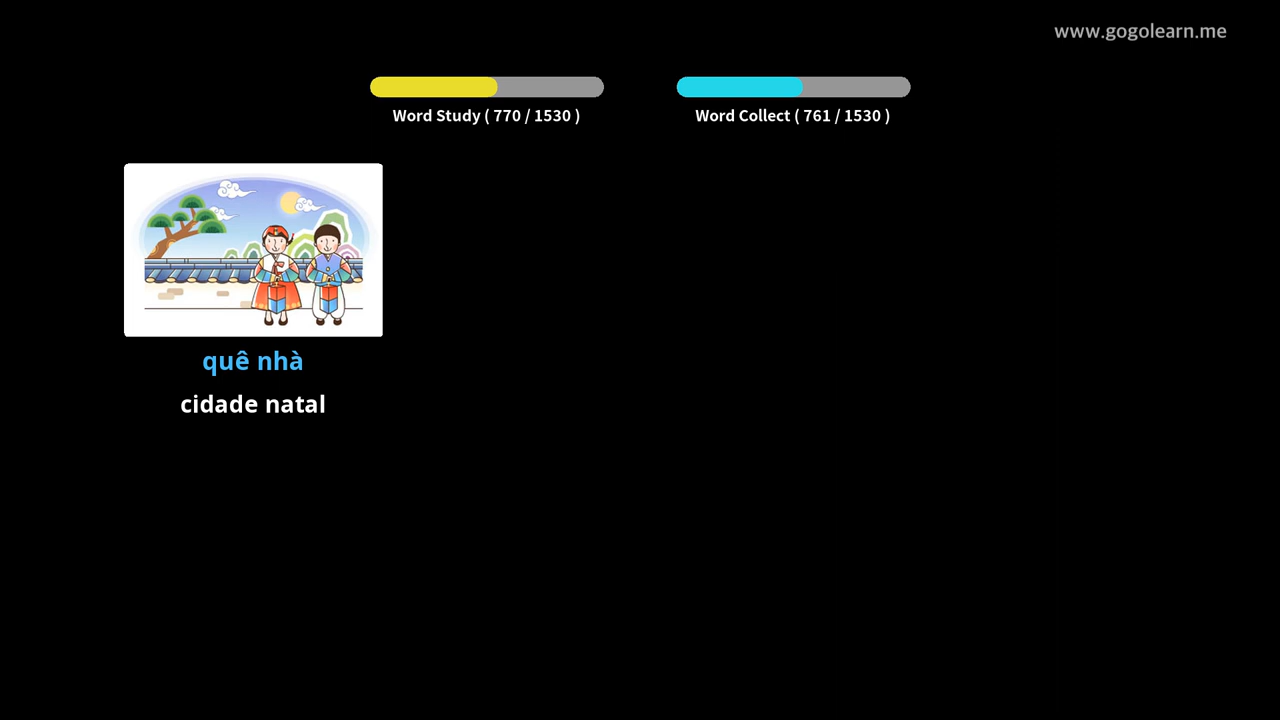 www.gogolearn.me
Word Study ( 770 / 1530 )
Word Collect ( 761 / 1530 )
quê nhà
cidade natal